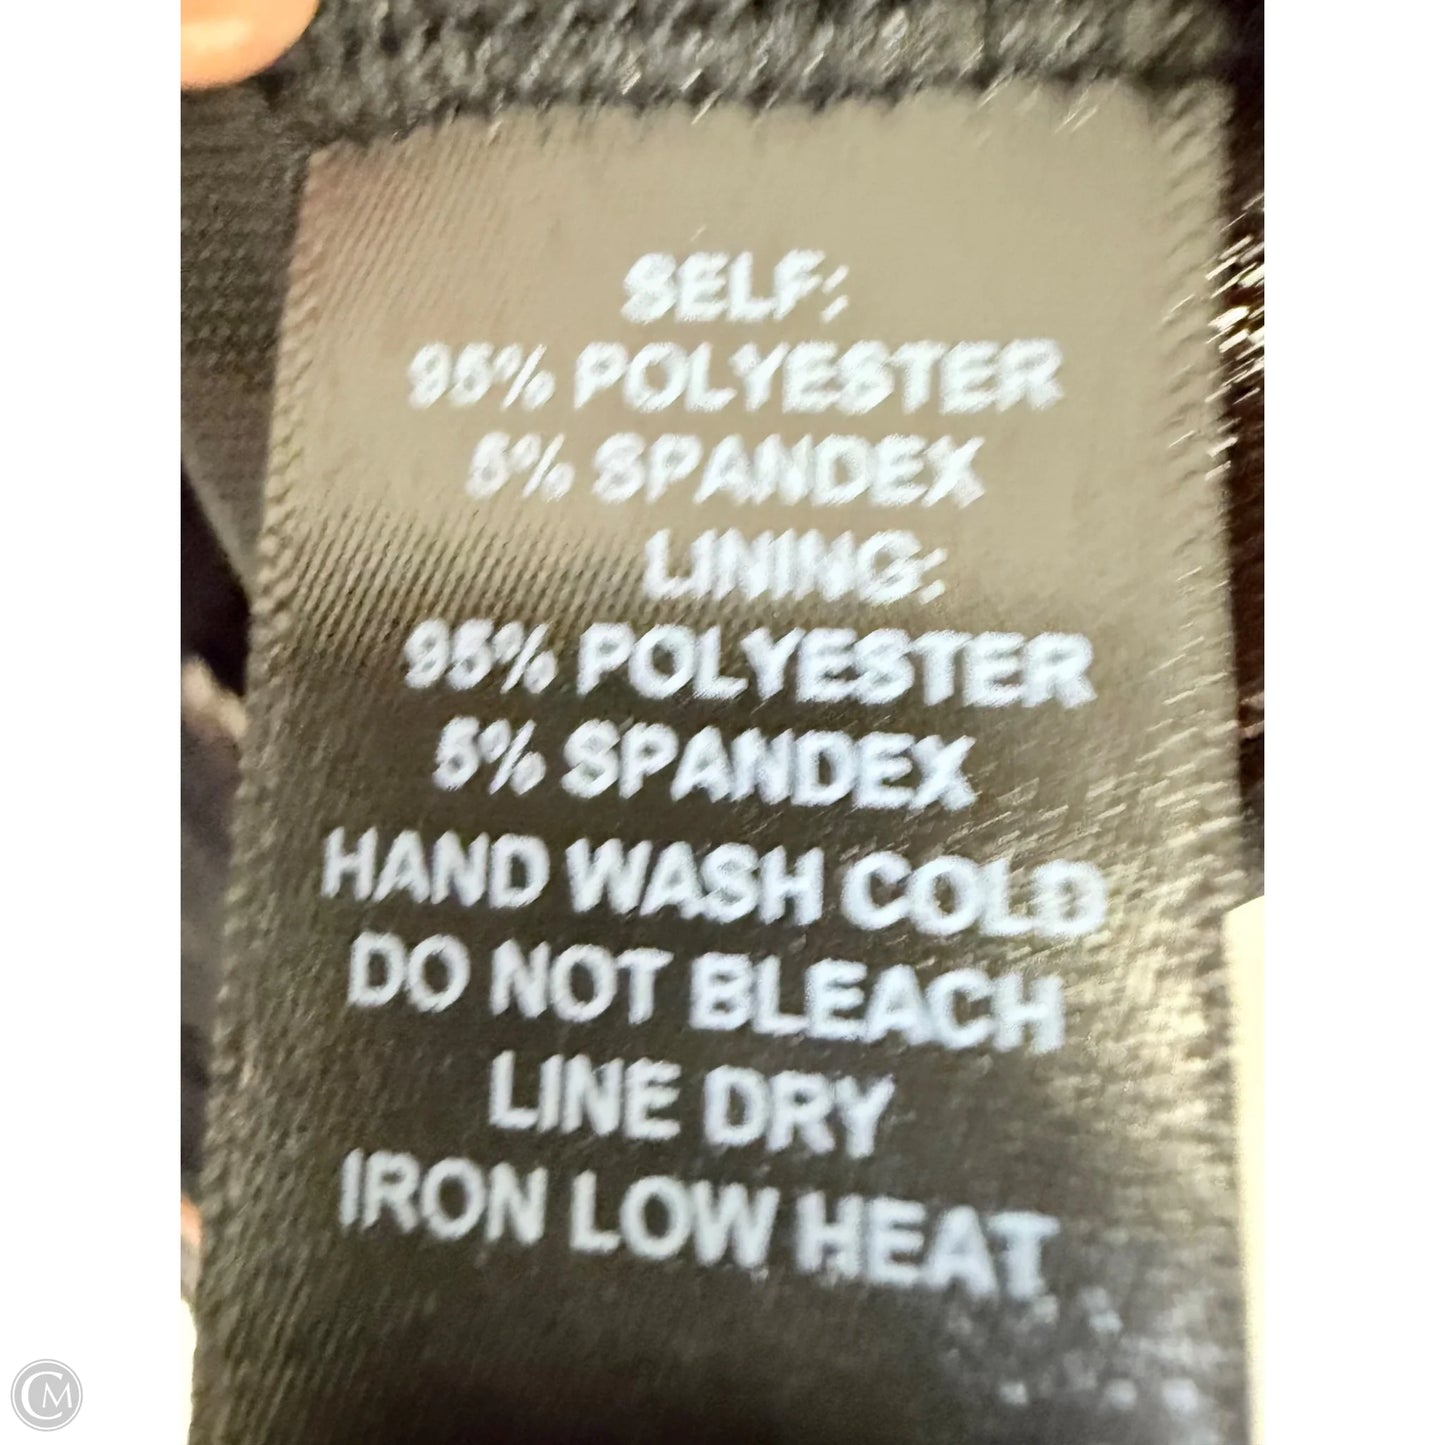 SELF:
95% POLYESTER
5% SPANDEX
LINING:
95% POLYESTER
5% SPANDEX
HAND WASH COLD
DO NOT BLEACH
LINE DRY
IRON LOW HEAT
CM